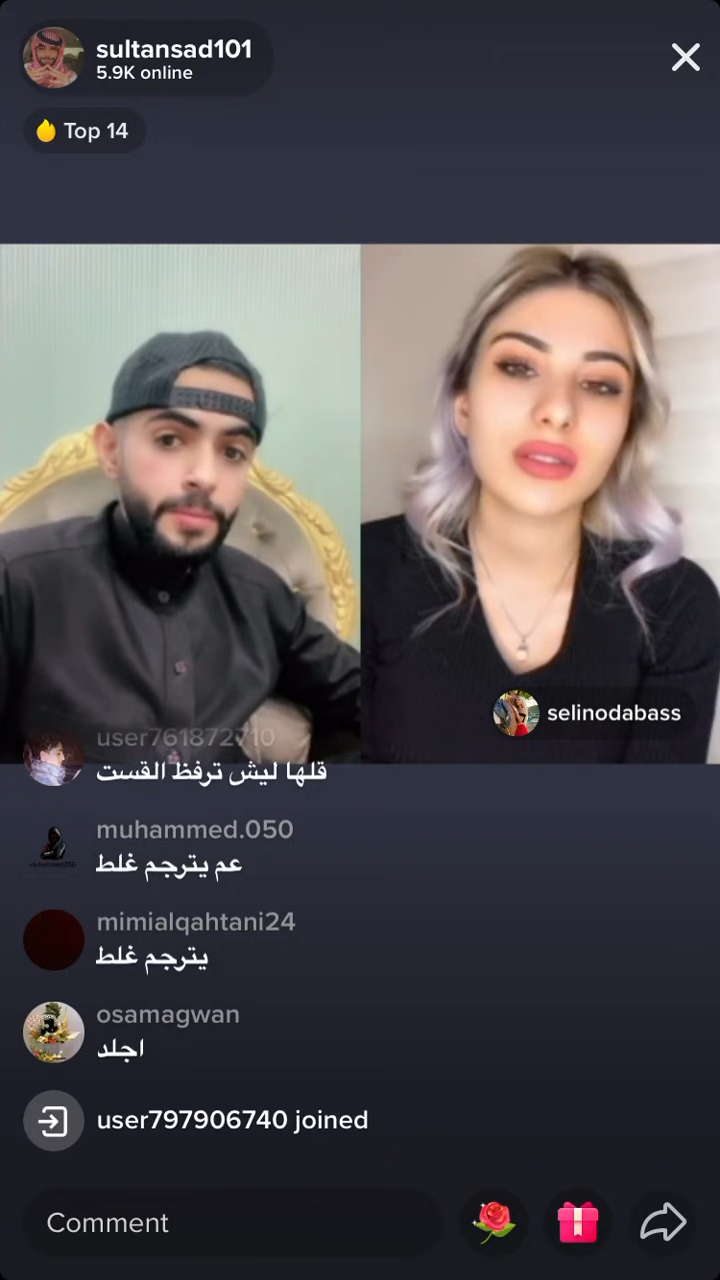 sultansad101
5.9K online
Top 14
selinodabass
user761872710
قلها ليش ترفظ القست
muhammed.050
عم يترجم غلط
mimialqahtani24
يترجم غلط
osamagwan
اجلد
user797906740 joined
Comment